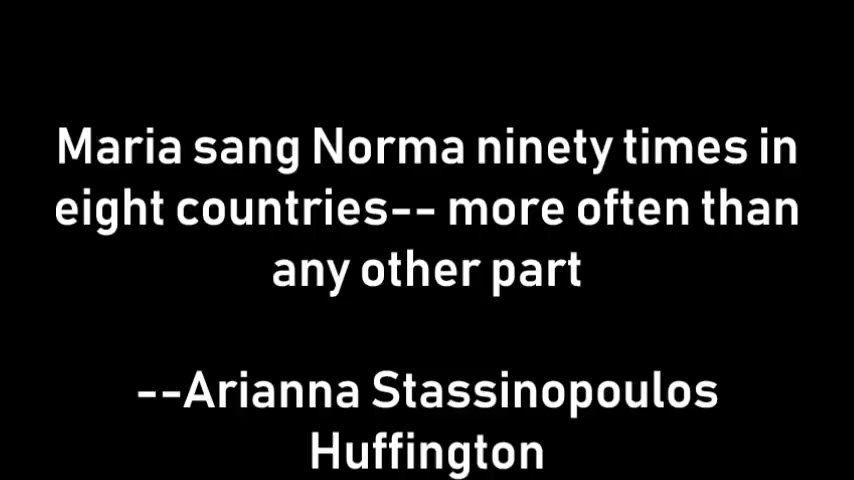 Maria sang Norma ninety times in
eight countries-- more often than
any other part
--Arianna Stassinopoulos
Huffington